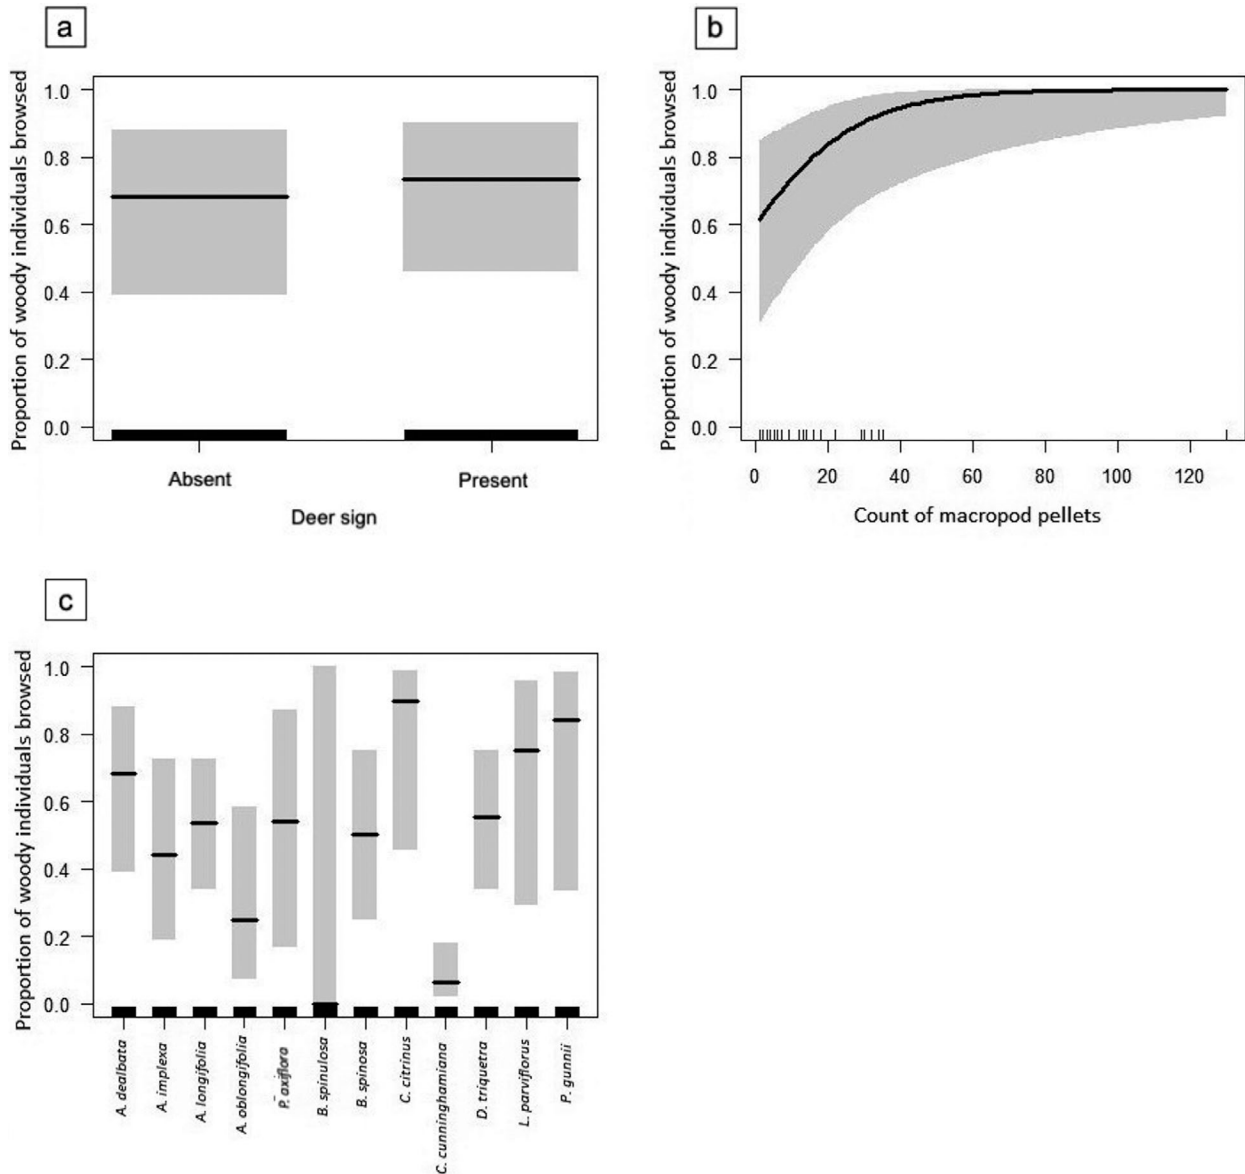 a
Proportion of woody individuals browsed
1.0
0.8
0.6
0.4
0.2
0.0
Absent
Present
Deer sign
b
Proportion of woody individuals browsed
1.0
0.8
0.6
0.4
0.2
0.0
0 20 40 60 80 100 120
Count of macropod pellets
c
Proportion of woody individuals browsed
1.0
0.8
0.6
0.4
0.2
0.0
A. dealbata
A. implexa
A. longifolia
A. oblongifolia
P. axiflora
B. spinulosa
B. spinosa
C. citrinus
C. cunninghamiana
D. triquetra
L. parviflorus
P. gunnii